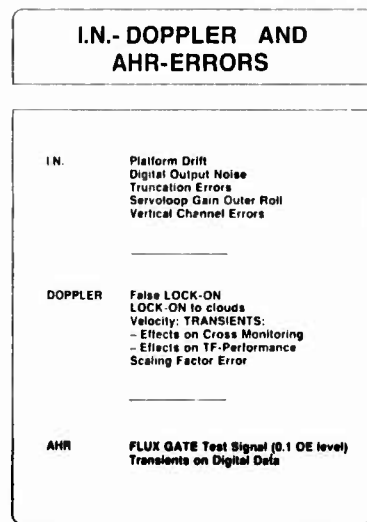 I.N.- DOPPLER AND
AHR-ERRORS
I.N. Platform Drift
Digital Output Noise
Truncation Errors
Servoloop Gain Outer Roll
Vertical Channel Errors
DOPPLER False LOCK-ON
LOCK-ON to clouds
Velocity: TRANSIENTS:
- Effects on Cross Monitoring
- Effects on TF-Performance
Scaling Factor Error
AHR FLUX GATE Test Signal (0.1 OE level)
Transients on Digital Data